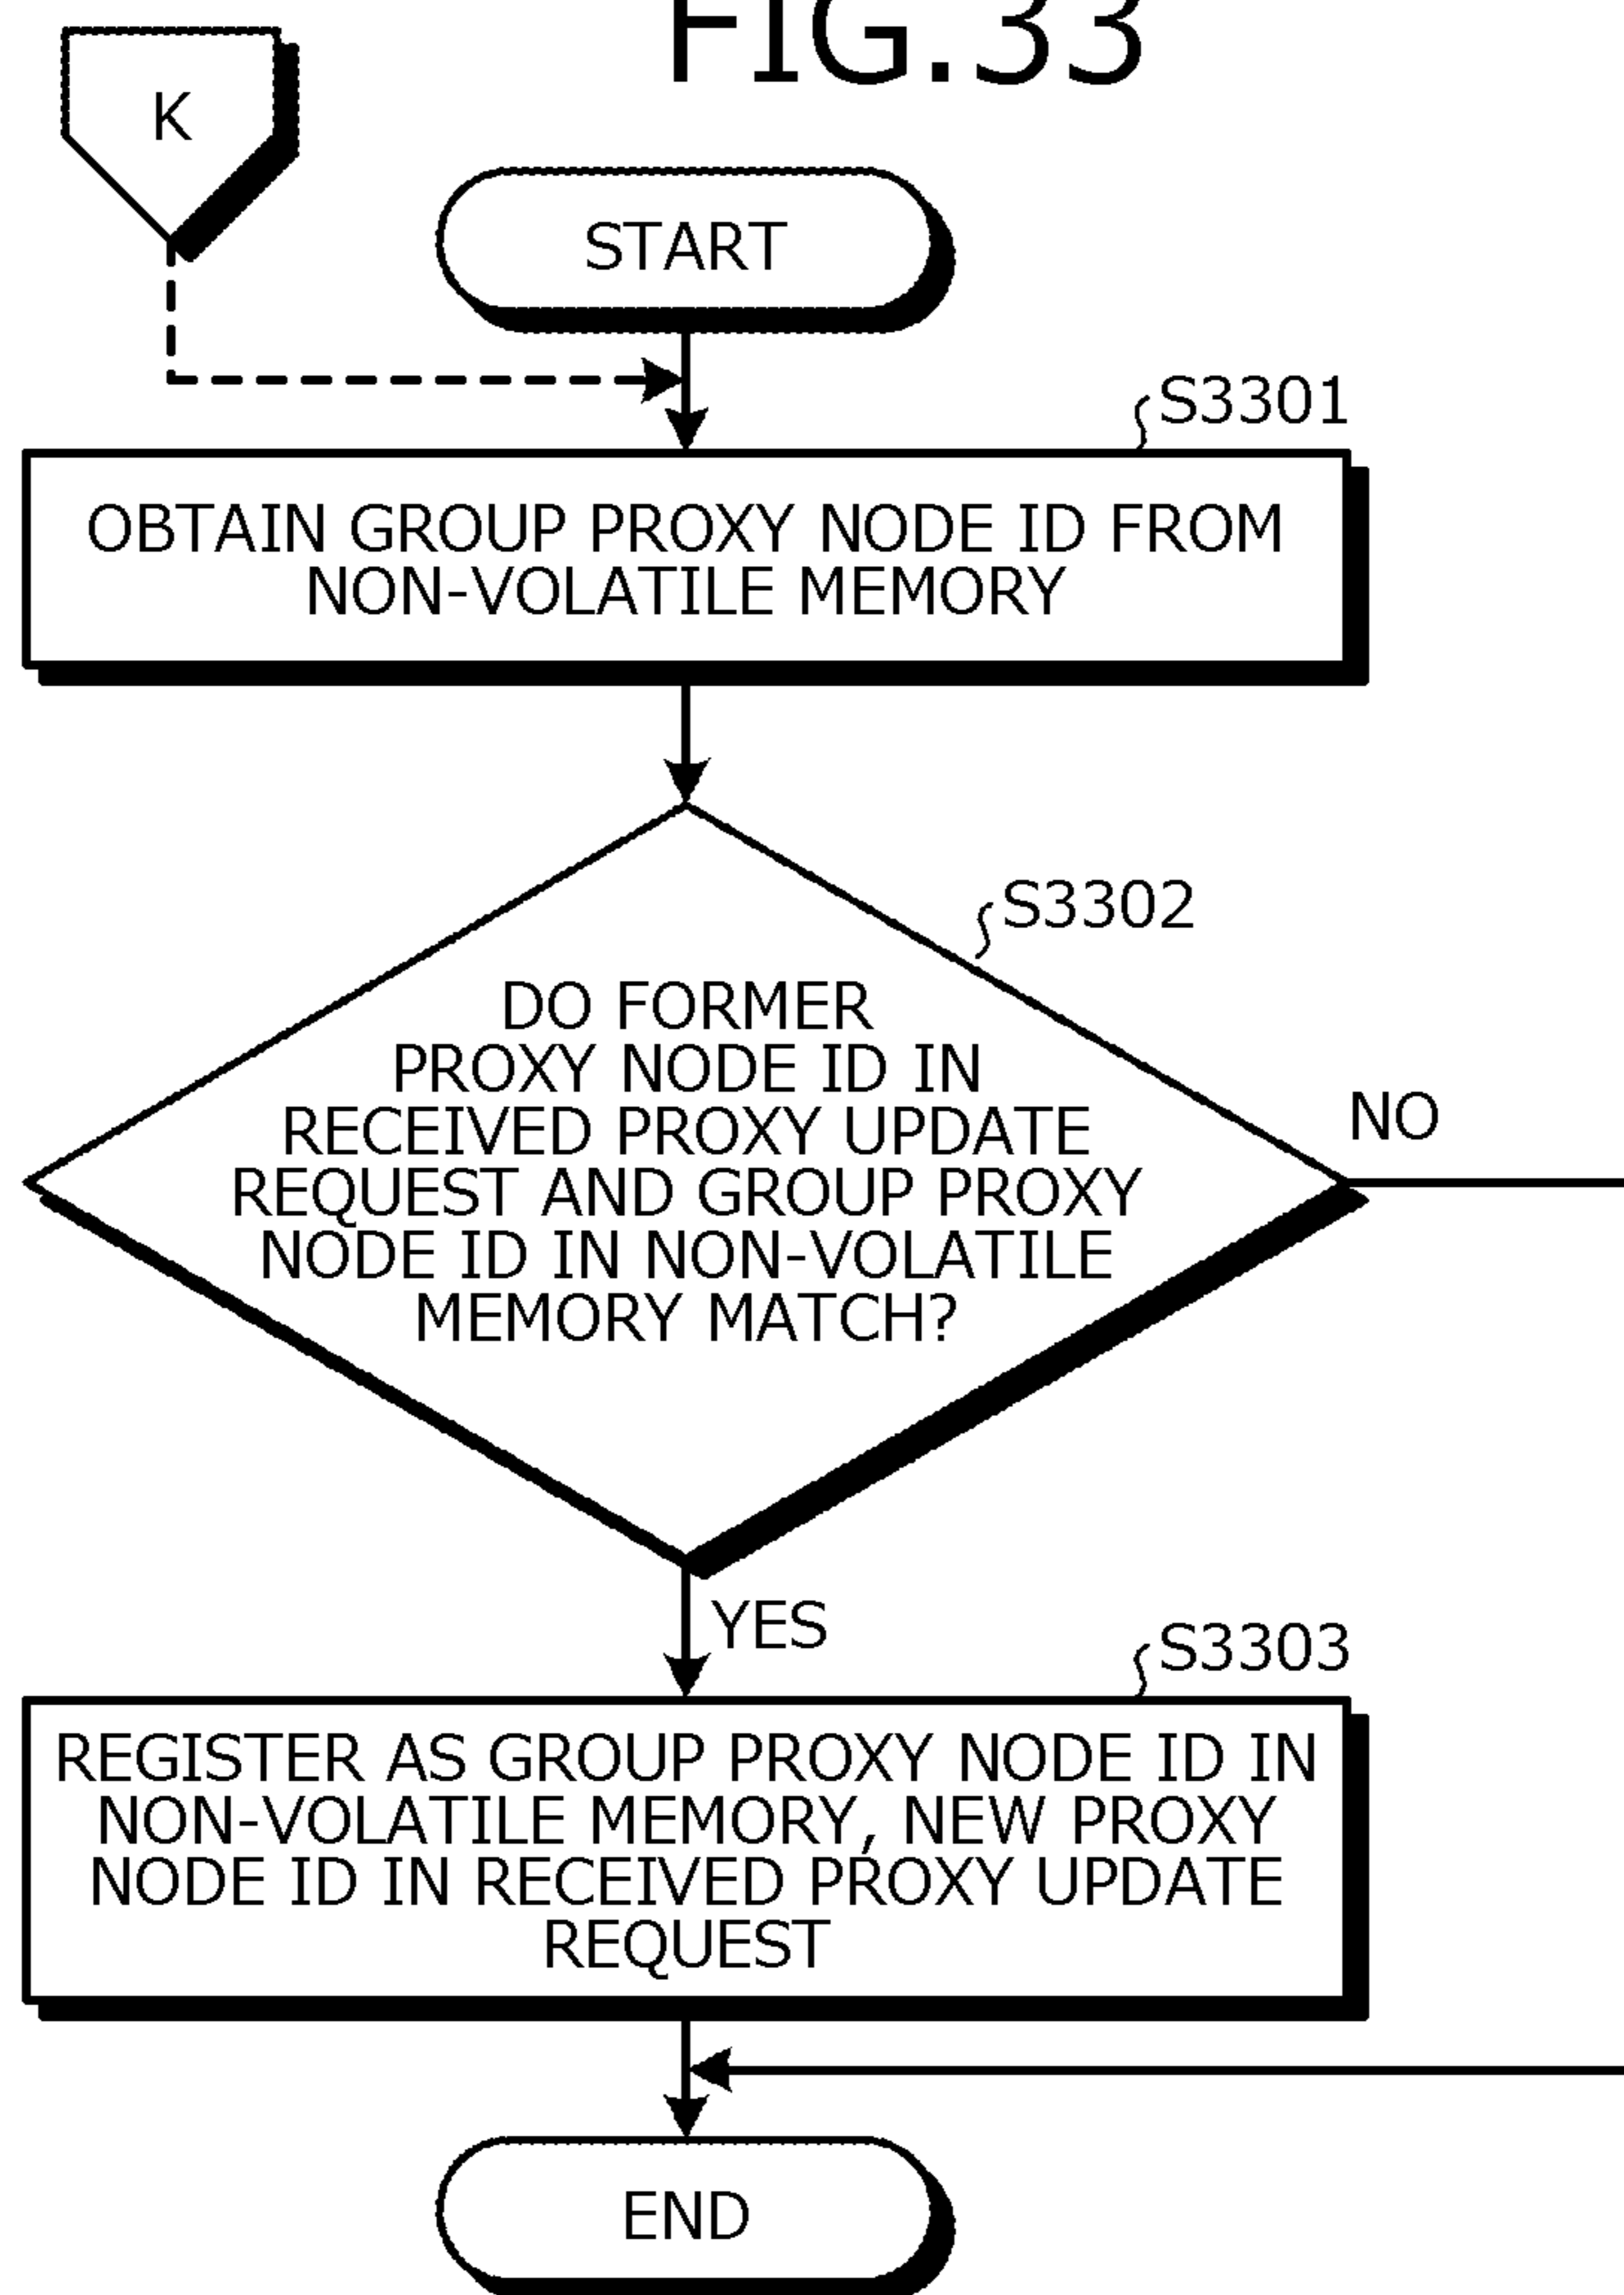 FIG.33
K
START
S3301
OBTAIN GROUP PROXY NODE ID FROM
NON-VOLATILE MEMORY
S3302
DO FORMER
PROXY NODE ID IN
RECEIVED PROXY UPDATE
REQUEST AND GROUP PROXY
NODE ID IN NON-VOLATILE
MEMORY MATCH?
NO
YES
S3303
REGISTER AS GROUP PROXY NODE ID IN
NON-VOLATILE MEMORY, NEW PROXY
NODE ID IN RECEIVED PROXY UPDATE
REQUEST
END